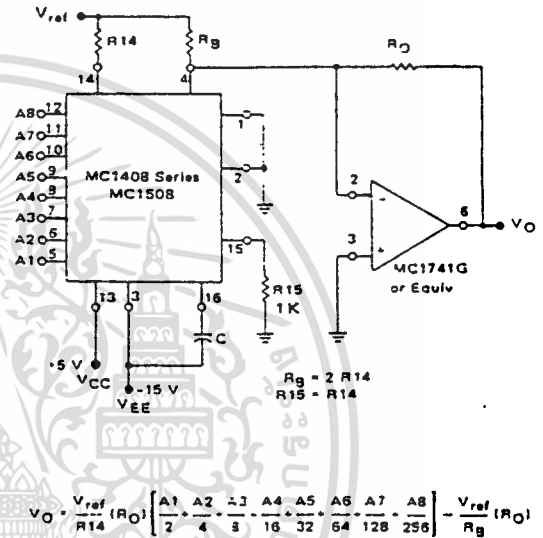 Vref
R14
RB
RO
14
4
A8 12
A7 11
A6 10
A5 9
A4 8
A3 7
A2 6
A1 5
MC1408 Series
MC1508
1
2
15
2
-
6
VO
3
+
MC1741G
or Equiv
R15
1 K
13
3
16
C
+5 V
VCC
-15 V
VEE
RB = 2 R14
R15 = R14
VO = Vref/R14 (RO) [A1/2 + A2/4 + A3/8 + A4/16 + A5/32 + A6/64 + A7/128 + A8/256] - Vref/RB (RO)